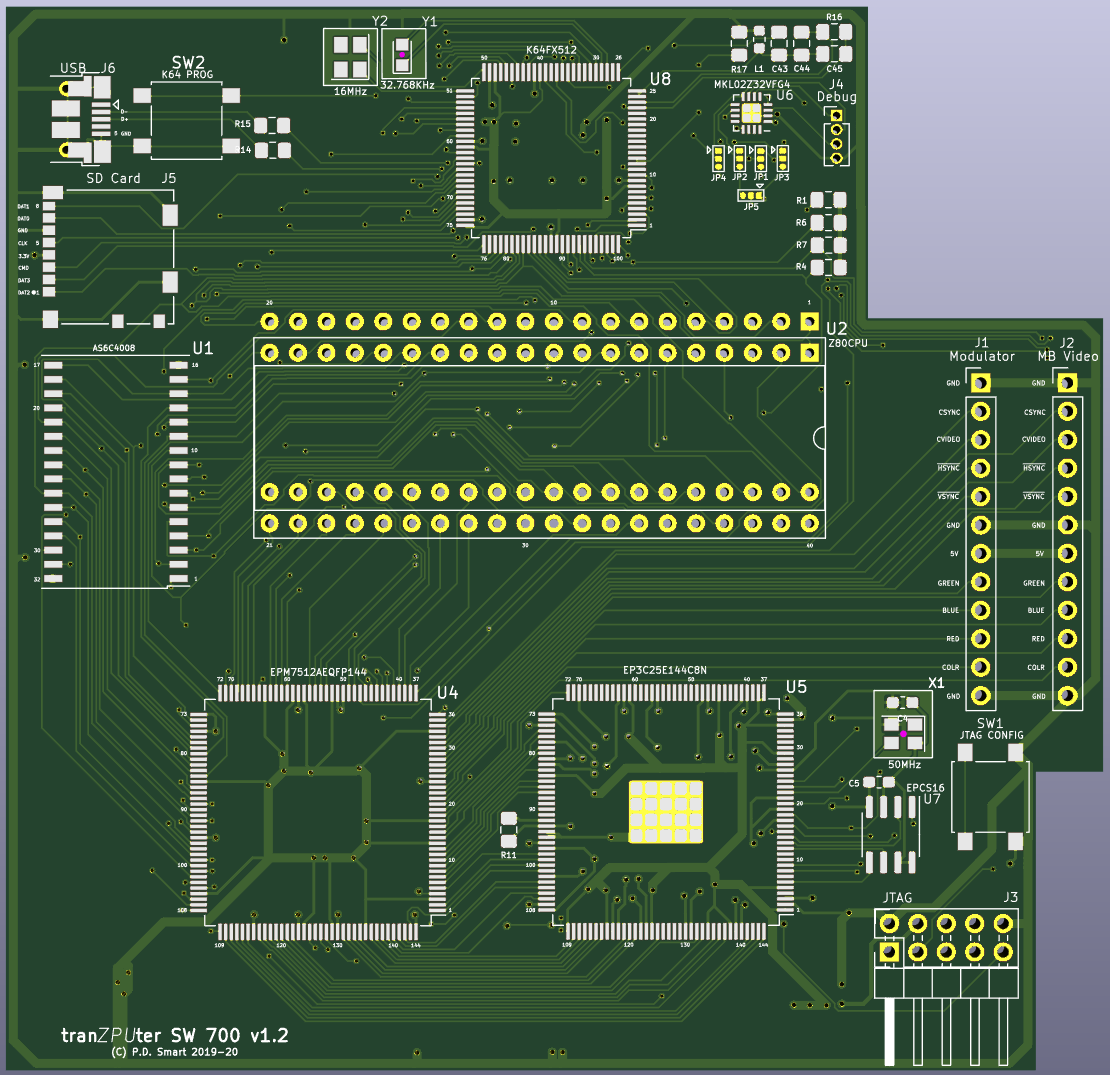 Y2
Y1
R16
K64FX512
50
40
30
26
R17
L1
C43
C44
C45
USB
J6
SW2
K64 PROG
16MHz
32.768KHz
U8
MKL02Z32VFG4
U6
J4
Debug
D-
D+
GND
51
25
20
R15
R14
60
10
JP4
JP2
JP1
JP3
JP5
SD Card
J5
70
R1
R6
R7
R4
DAT1 8
DAT0
GND
CLK 5
3.3V
CMD
DAT3
DAT2 1
75
1
76
80
90
100
20
10
1
U2
Z80CPU
AS6C4008
U1
17
16
20
10
30
32
1
21
30
40
J1
Modulator
J2
MB Video
GND
GND
CSYNC
CSYNC
CVIDEO
CVIDEO
HSYNC
HSYNC
VSYNC
VSYNC
GND
GND
5V
5V
GREEN
GREEN
BLUE
BLUE
RED
RED
COLR
COLR
GND
GND
EPM7512AEQFP144
U4
72
70
60
50
40
37
73
36
80
30
90
20
100
10
108
1
109
120
130
140
144
EP3C25E144C8N
U5
72
70
60
50
40
37
73
36
80
30
90
20
100
10
108
1
109
120
130
140
144
R11
X1
C4
50MHz
SW1
JTAG CONFIG
C5
EPCS16
U7
JTAG
J3
tranZPUter SW 700 v1.2
(C) P.D. Smart 2019-20